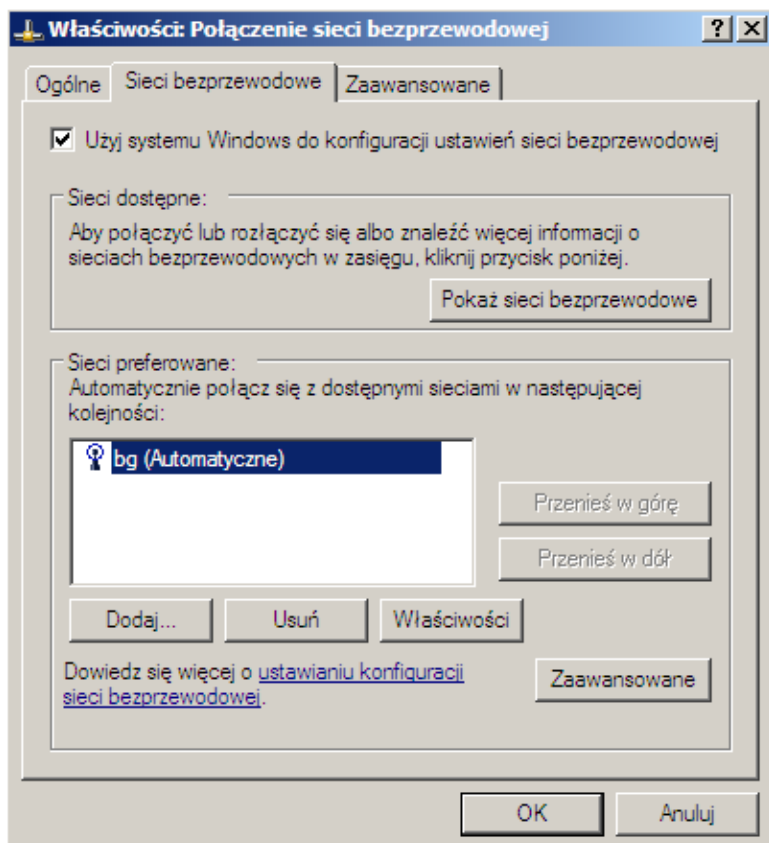 Właściwości: Połączenie sieci bezprzewodowej
Ogólne
Sieci bezprzewodowe
Zaawansowane
Użyj systemu Windows do konfiguracji ustawień sieci bezprzewodowej
Sieci dostępne:
Aby połączyć lub rozłączyć się albo znaleźć więcej informacji o
sieciach bezprzewodowych w zasięgu, kliknij przycisk poniżej.
Pokaż sieci bezprzewodowe
Sieci preferowane:
Automatycznie połącz się z dostępnymi sieciami w następującej
kolejności:
bg (Automatyczne)
Przenieś w górę
Przenieś w dół
Dodaj...
Usuń
Właściwości
Dowiedz się więcej o ustawianiu konfiguracji
sieci bezprzewodowej.
Zaawansowane
OK
Anuluj